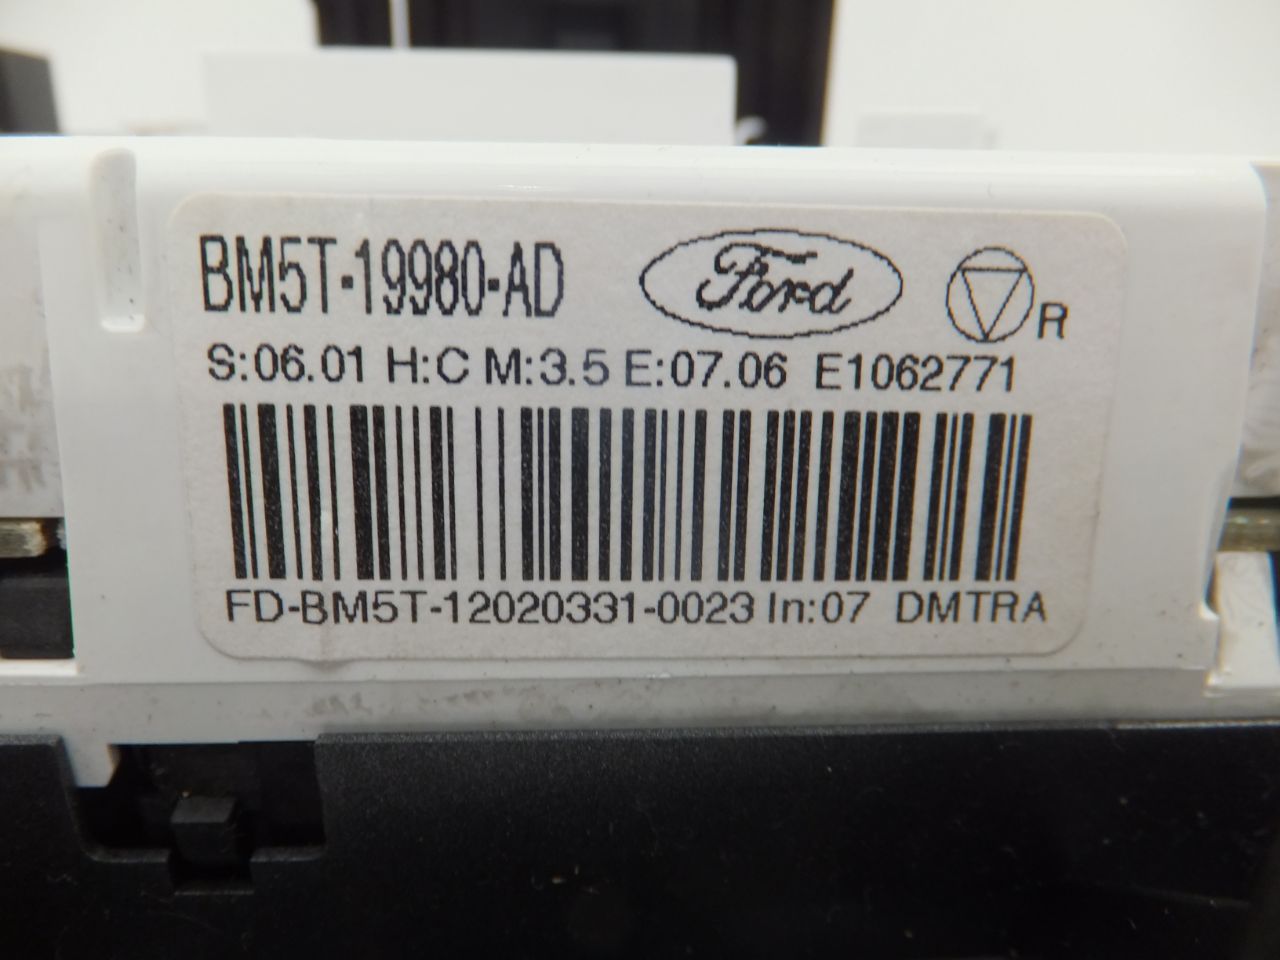 BM5T-19980-AD Ford R
S:06.01 H:C M:3.5 E:07.06 E1062771
FD-BM5T-12020331-0023 In:07 DMTRA